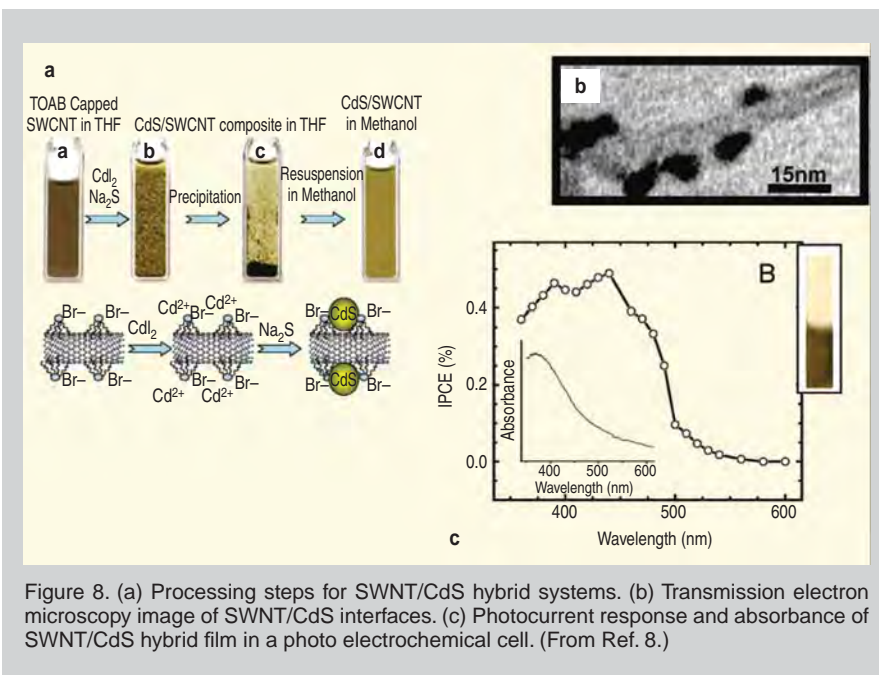 a
TOAB Capped
SWCNT in THF
CdS/SWCNT composite in THF
CdS/SWCNT
in Methanol
a
b
c
d
CdI2
Na2S
Precipitation
Resuspension
in Methanol
Br–
Br–
Br–
Br–
CdI2
Cd2+
Br–
Cd2+
Br–
Br–
Br–
Cd2+
Cd2+
Na2S
Br–
CdS
Br–
Br–
CdS
Br–
b
15nm
B
IPCE (%)
0.4
0.2
0.0
400
500
600
Wavelength (nm)
Absorbance
400
500
600
Wavelength (nm)
c
Figure 8. (a) Processing steps for SWNT/CdS hybrid systems. (b) Transmission electron
microscopy image of SWNT/CdS interfaces. (c) Photocurrent response and absorbance of
SWNT/CdS hybrid film in a photo electrochemical cell. (From Ref. 8.)